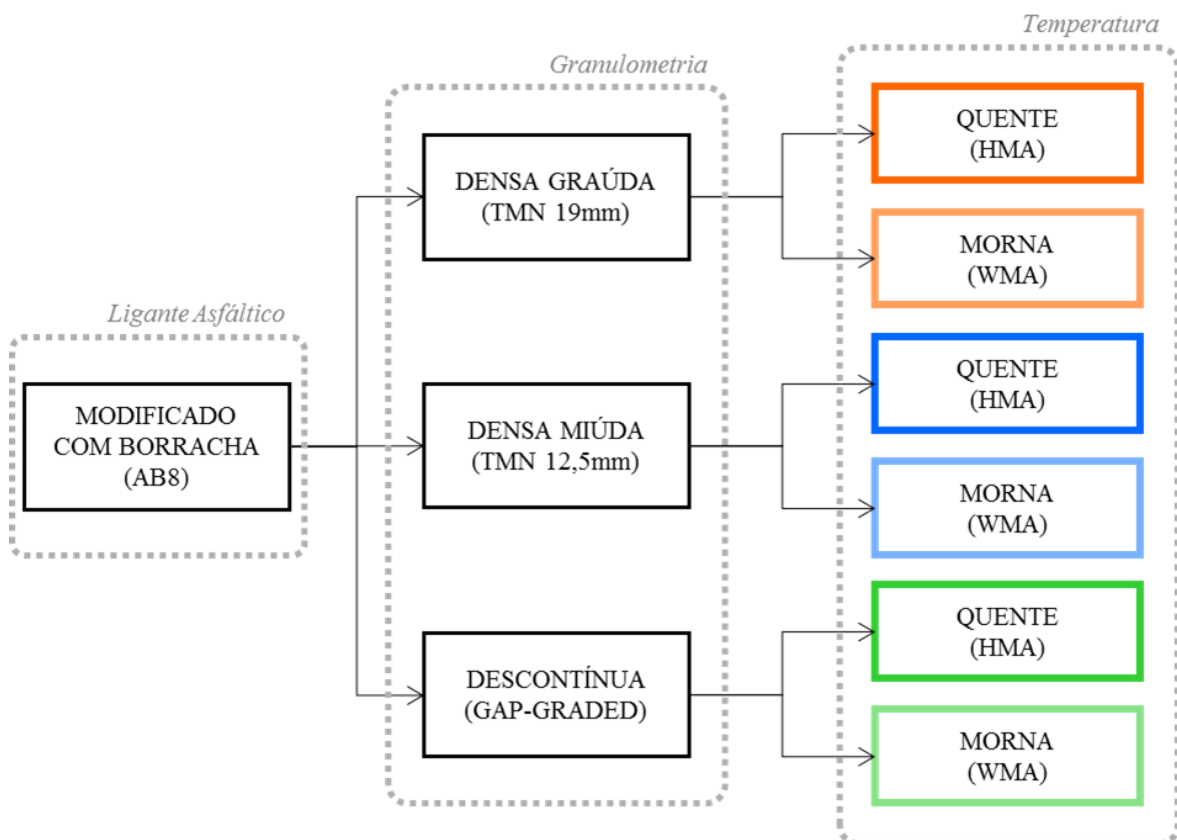 Temperatura
Granulometria
Ligante Asfáltico
MODIFICADO
COM BORRACHA
(AB8)
DENSA GRAÚDA
(TMN 19mm)
DENSA MIÚDA
(TMN 12,5mm)
DESCONTÍNUA
(GAP-GRADED)
QUENTE
(HMA)
MORNA
(WMA)
QUENTE
(HMA)
MORNA
(WMA)
QUENTE
(HMA)
MORNA
(WMA)